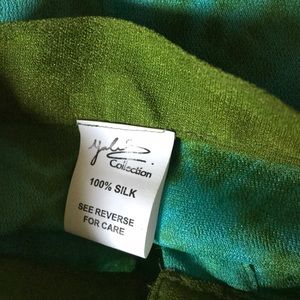 Collection
100% SILK
SEE REVERSE
FOR CARE